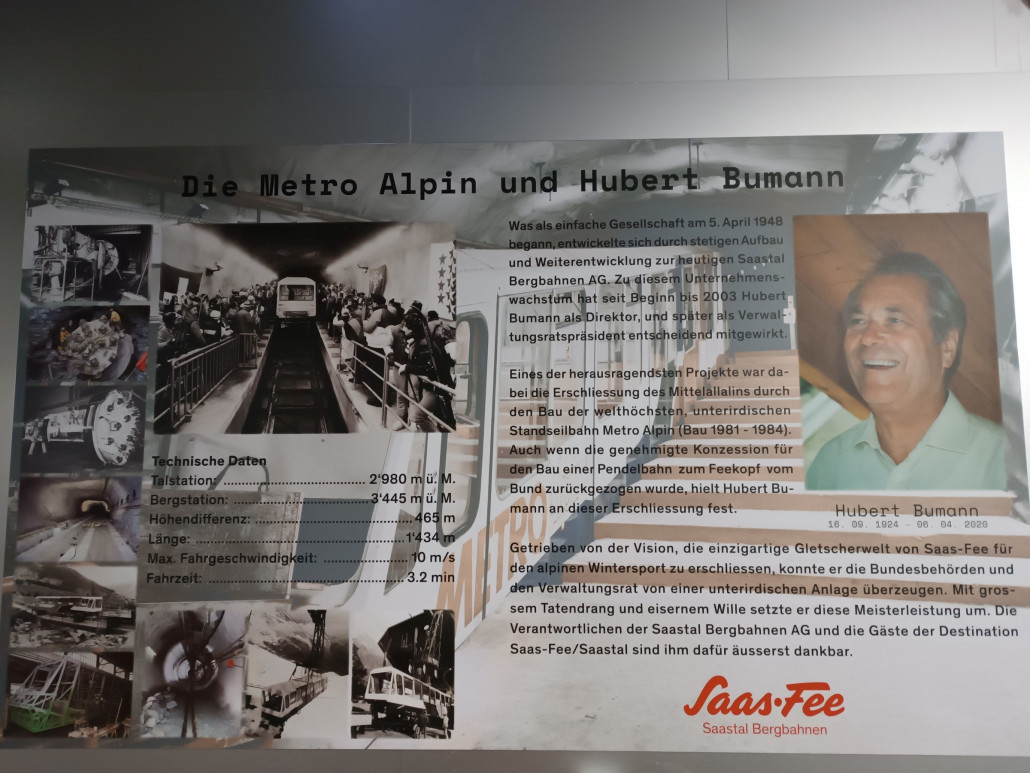 Die Metro Alpin und Hubert Bumann
Was als einfache Gesellschaft am 5. April 1948
begann, entwickelte sich durch stetigen Aufbau
und Weiterentwicklung zur heutigen Saastal
Bergbahnen AG. Zu diesem Unternehmens-
wachstum hat seit Beginn bis 2003 Hubert
Bumann als Direktor, und später als Verwal-
tungsratspräsident entscheidend mitgewirkt.
Eines der herausragendsten Projekte war da-
bei die Erschliessung des Mittelallalins durch
den Bau der welthöchsten, unterirdischen
Standseilbahn Metro Alpin (Bau 1981 - 1984).
Auch wenn die genehmigte Konzession für
den Bau einer Pendelbahn zum Feekopf vom
Bund zurückgezogen wurde, hielt Hubert Bu-
mann an dieser Erschliessung fest.
Getrieben von der Vision, die einzigartige Gletscherwelt von Saas-Fee für
den alpinen Wintersport zu erschliessen, konnte er die Bundesbehörden und
den Verwaltungsrat von einer unterirdischen Anlage überzeugen. Mit gros-
sem Tatendrang und eisernem Wille setzte er diese Meisterleistung um. Die
Verantwortlichen der Saastal Bergbahnen AG und die Gäste der Destination
Saas-Fee/Saastal sind ihm dafür äusserst dankbar.
Hubert Bumann
16. 09. 1924 - 06. 04. 2020
Technische Daten
Talstation: .......................... 2'980 m ü. M.
Bergstation: ......................... 3'445 m ü. M.
Höhendifferenz: ............................ 465 m
Länge: ................................... 1'434 m
Max. Fahrgeschwindigkeit: ................ 10 m/s
Fahrzeit: ............................... 3.2 min
METRO
Saas-Fee
Saastal Bergbahnen